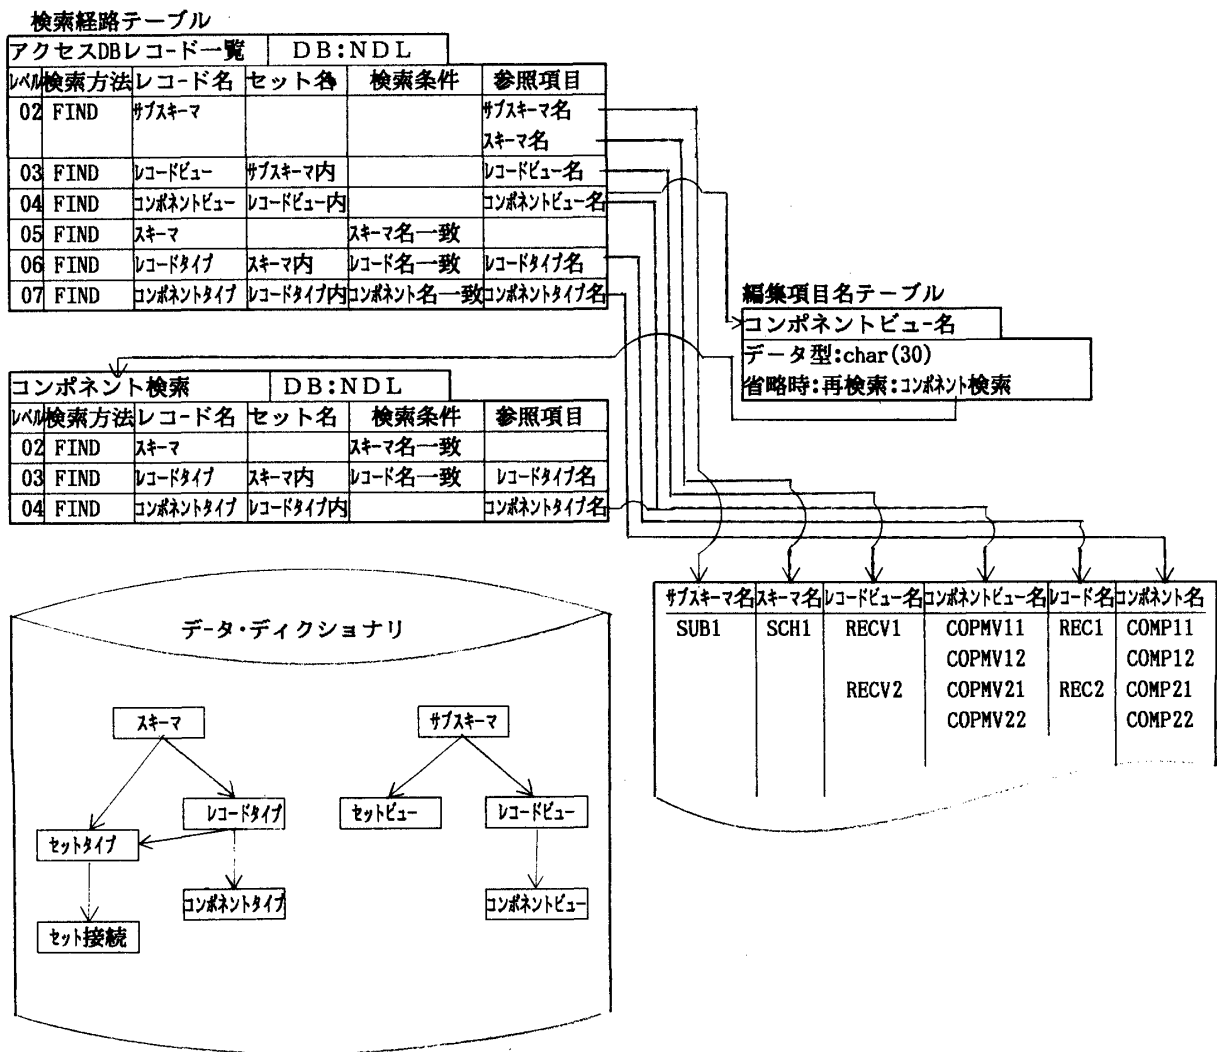 検索経路テーブル
アクセスDBレコード一覧 DB:NDL
レベル 検索方法 レコード名 セット名 検索条件 参照項目
02 FIND サブスキーマ サブスキーマ名
スキーマ名
03 FIND レコードビュー サブスキーマ内 レコードビュー名
04 FIND コンポネントビュー レコードビュー内 コンポネントビュー名
05 FIND スキーマ スキーマ名一致
06 FIND レコードタイプ スキーマ内 レコード名一致 レコードタイプ名
07 FIND コンポネントタイプ レコードタイプ内 コンポネント名一致 コンポネントタイプ名
編集項目名テーブル
コンポネントビュー名
データ型:char(30)
省略時:再検索:コンポネント検索
コンポネント検索 DB:NDL
レベル 検索方法 レコード名 セット名 検索条件 参照項目
02 FIND スキーマ スキーマ名一致
03 FIND レコードタイプ スキーマ内 レコード名一致 レコードタイプ名
04 FIND コンポネントタイプ レコードタイプ内 コンポネントタイプ名
サブスキーマ名 スキーマ名 レコードビュー名 コンポネントビュー名 レコード名 コンポネント名
SUB1 SCH1 RECV1 COPMV11 REC1 COMP11
COPMV12 COMP12
RECV2 COPMV21 REC2 COMP21
COPMV22 COMP22
データ・ディクショナリ
スキーマ サブスキーマ
レコードタイプ セットビュー レコードビュー
セットタイプ
コンポネントタイプ コンポネントビュー
セット接続